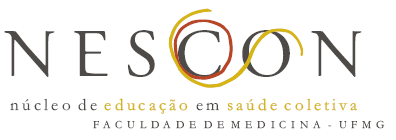 NESCON
núcleo de educação em saúde coletiva
FACULDADE DE MEDICINA - UFMG